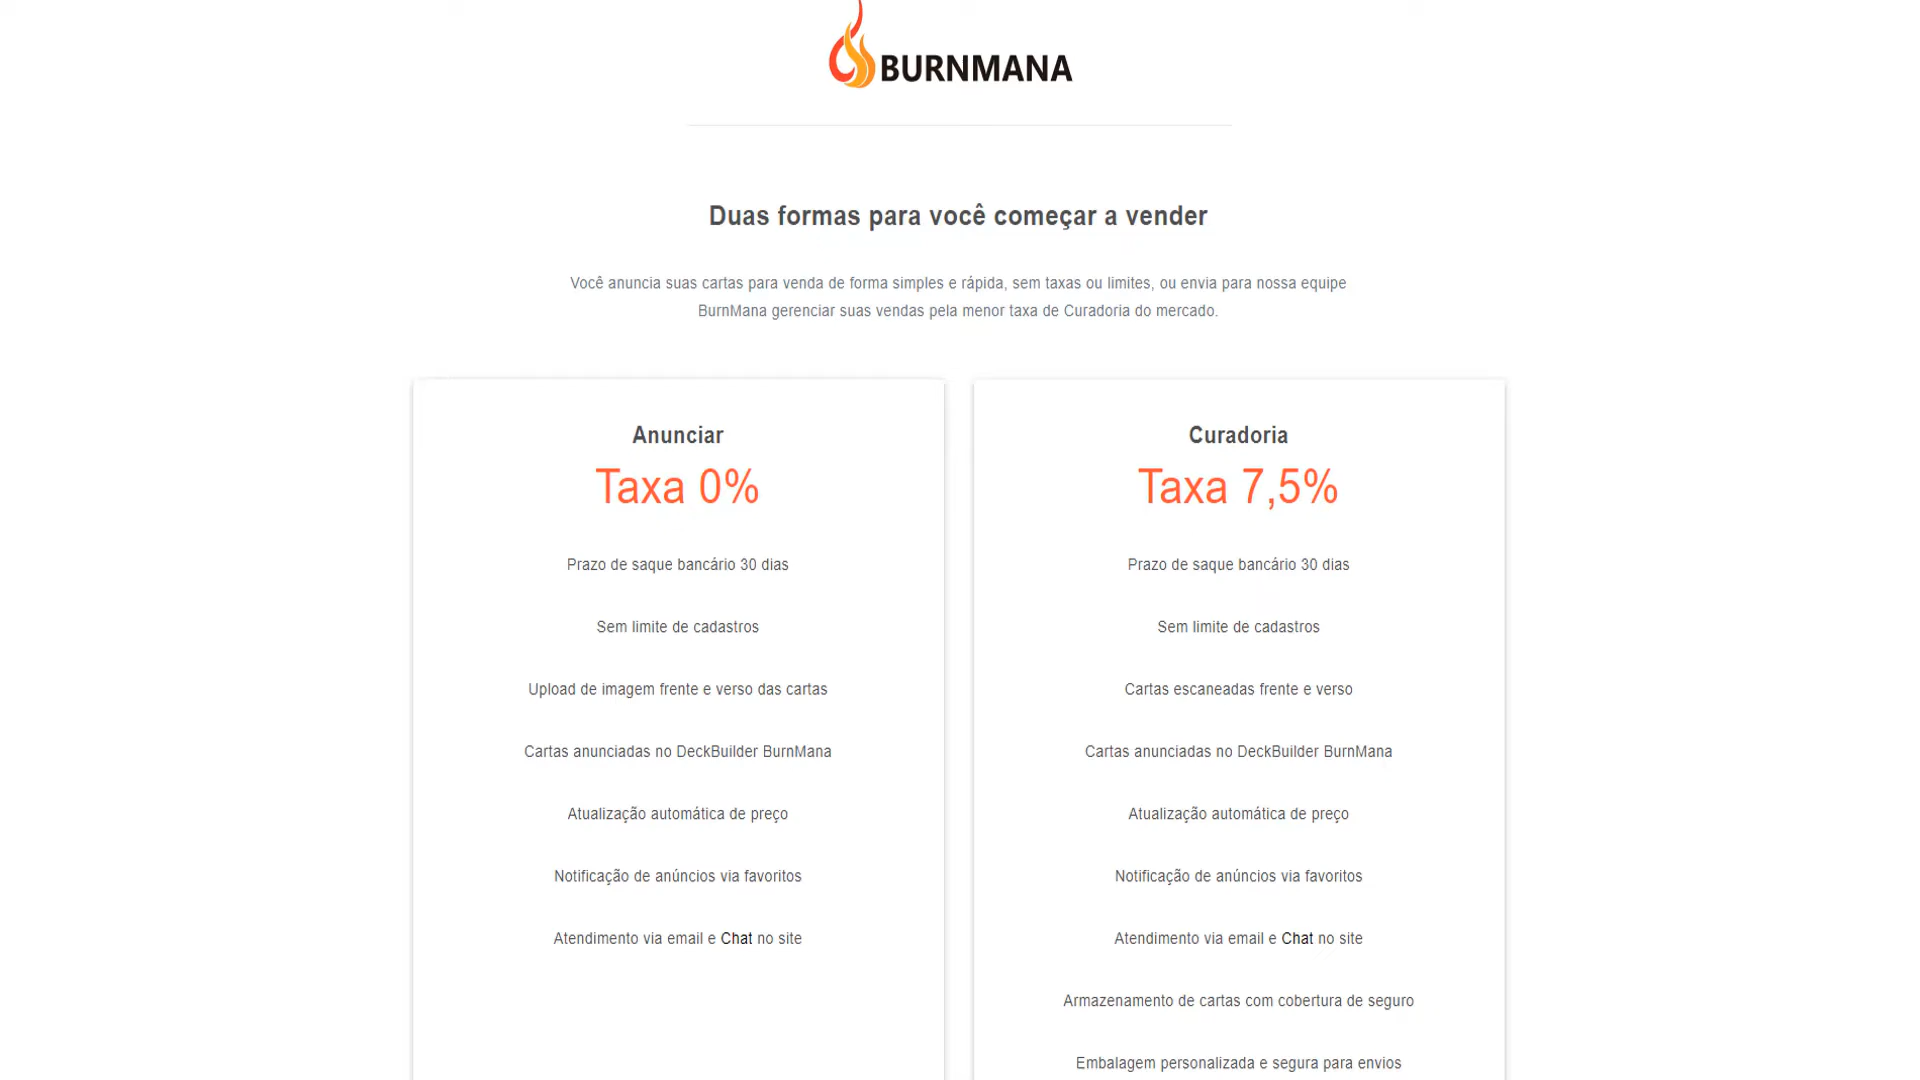 BURNMANA
Duas formas para você começar a vender
Você anuncia suas cartas para venda de forma simples e rápida, sem taxas ou limites, ou envia para nossa equipe
BurnMana gerenciar suas vendas pela menor taxa de Curadoria do mercado.
Anunciar
Taxa 0%
Prazo de saque bancário 30 dias
Sem limite de cadastros
Upload de imagem frente e verso das cartas
Cartas anunciadas no DeckBuilder BurnMana
Atualização automática de preço
Notificação de anúncios via favoritos
Atendimento via email e Chat no site
Curadoria
Taxa 7,5%
Prazo de saque bancário 30 dias
Sem limite de cadastros
Cartas escaneadas frente e verso
Cartas anunciadas no DeckBuilder BurnMana
Atualização automática de preço
Notificação de anúncios via favoritos
Atendimento via email e Chat no site
Armazenamento de cartas com cobertura de seguro
Embalagem personalizada e segura para envios